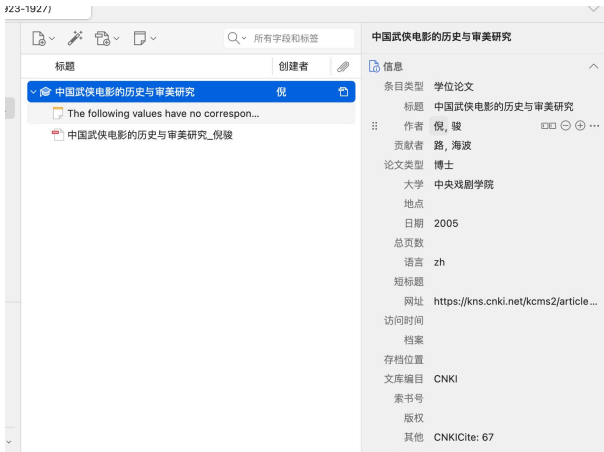 923-1927)
所有字段和标签
标题 创建者
中国武侠电影的历史与审美研究 倪
The following values have no correspon...
中国武侠电影的历史与审美研究_倪骏
中国武侠电影的历史与审美研究
信息
条目类型 学位论文
标题 中国武侠电影的历史与审美研究
作者 倪, 骏
贡献者 路, 海波
论文类型 博士
大学 中央戏剧学院
地点
日期 2005
总页数
语言 zh
短标题
网址 https://kns.cnki.net/kcms2/article...
访问时间
档案
存档位置
文库编目 CNKI
索书号
版权
其他 CNKICite: 67